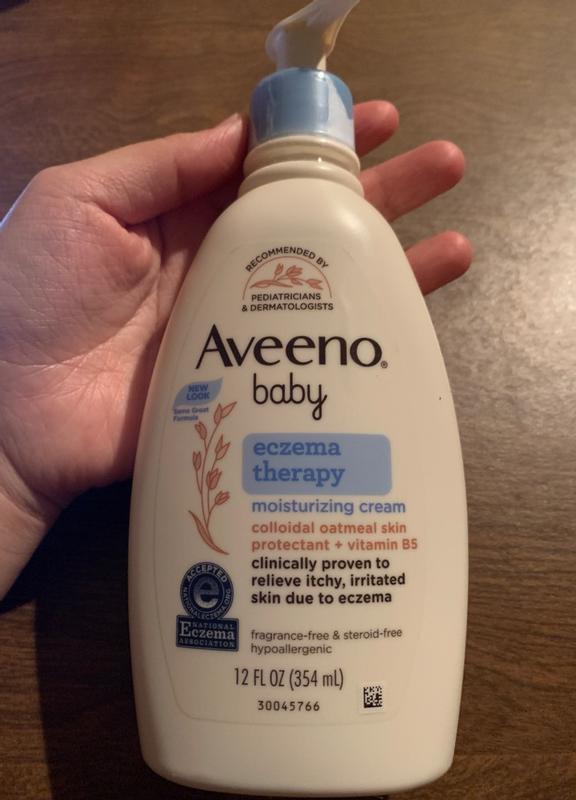 RECOMMENDED BY
PEDIATRICIANS
& DERMATOLOGISTS
Aveeno®
baby
NEW
LOOK
Same Great
Formula
eczema
therapy
moisturizing cream
colloidal oatmeal skin
protectant + vitamin B5
clinically proven to
relieve itchy, irritated
skin due to eczema
ACCEPTED
e
NATIONALECZEMA.ORG
NATIONAL
Eczema
ASSOCIATION
fragrance-free & steroid-free
hypoallergenic
12 FL OZ (354 mL)
30045766